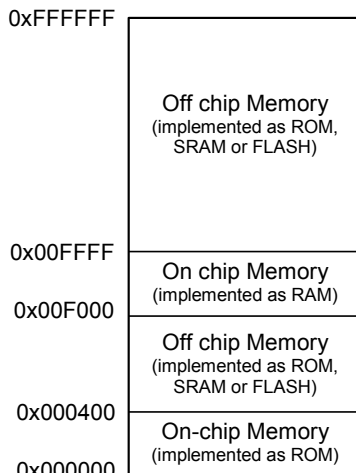 0xFFFFFF
Off chip Memory
(implemented as ROM,
SRAM or FLASH)
0x00FFFF
On chip Memory
(implemented as RAM)
0x00F000
Off chip Memory
(implemented as ROM,
SRAM or FLASH)
0x000400
On-chip Memory
(implemented as ROM)
0x000000